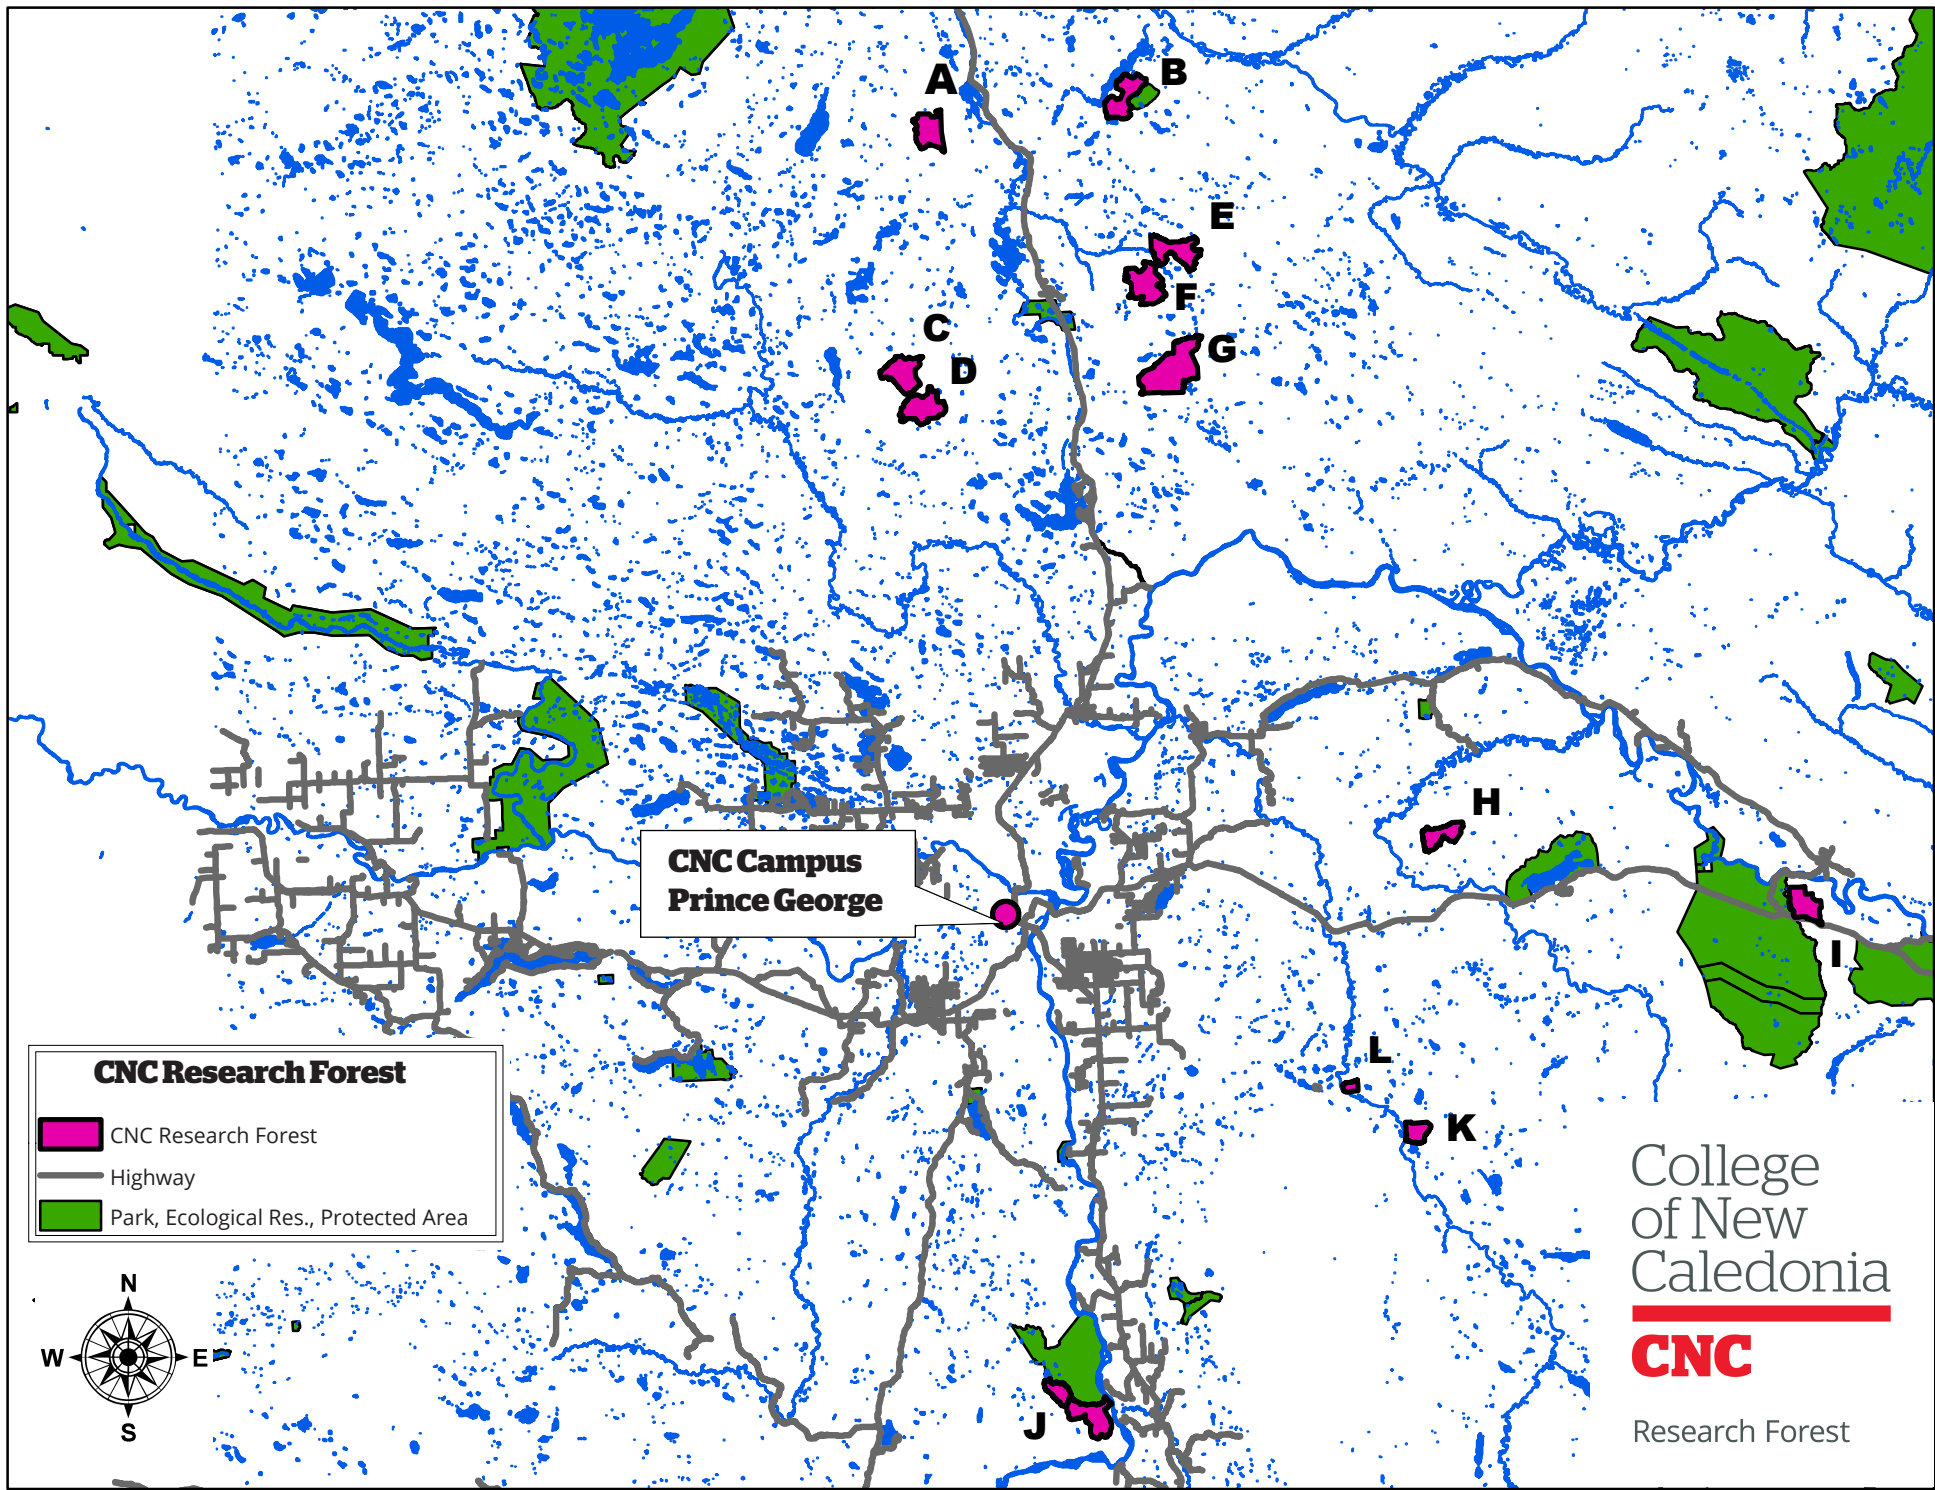 A
B
E
F
C
D
G
H
CNC Campus
Prince George
I
L
K
J
CNC Research Forest
CNC Research Forest
Highway
Park, Ecological Res., Protected Area
N
W
E
S
College
of New
Caledonia
CNC
Research Forest